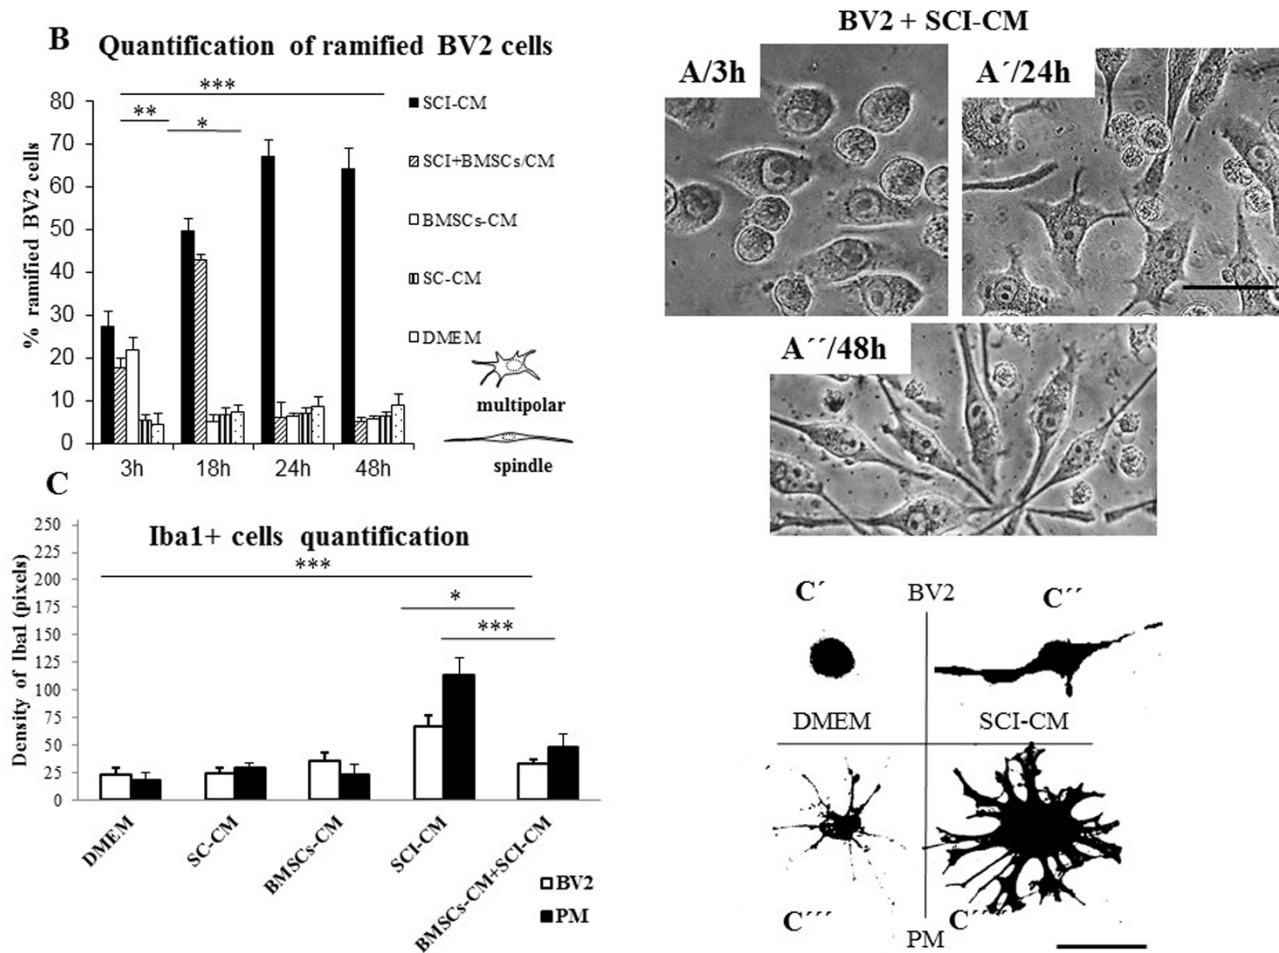 B Quantification of ramified BV2 cells
***
** *
% ramified BV2 cells
80
70
60
50
40
30
20
10
0
3h 18h 24h 48h
SCI-CM
SCI+BMSCs/CM
BMSCs-CM
SC-CM
DMEM
multipolar
spindle
BV2 + SCI-CM
A/3h
A´/24h
A´´/48h
C
Iba1+ cells quantification
***
*
***
Density of Iba1 (pixels)
250
225
200
175
150
125
100
75
50
25
0
DMEM
SC-CM
BMSCs-CM
SCI-CM
BMSCs-CM+SCI-CM
BV2
PM
C´ BV2 C´´
DMEM SCI-CM
C´´´ C´´´´
PM